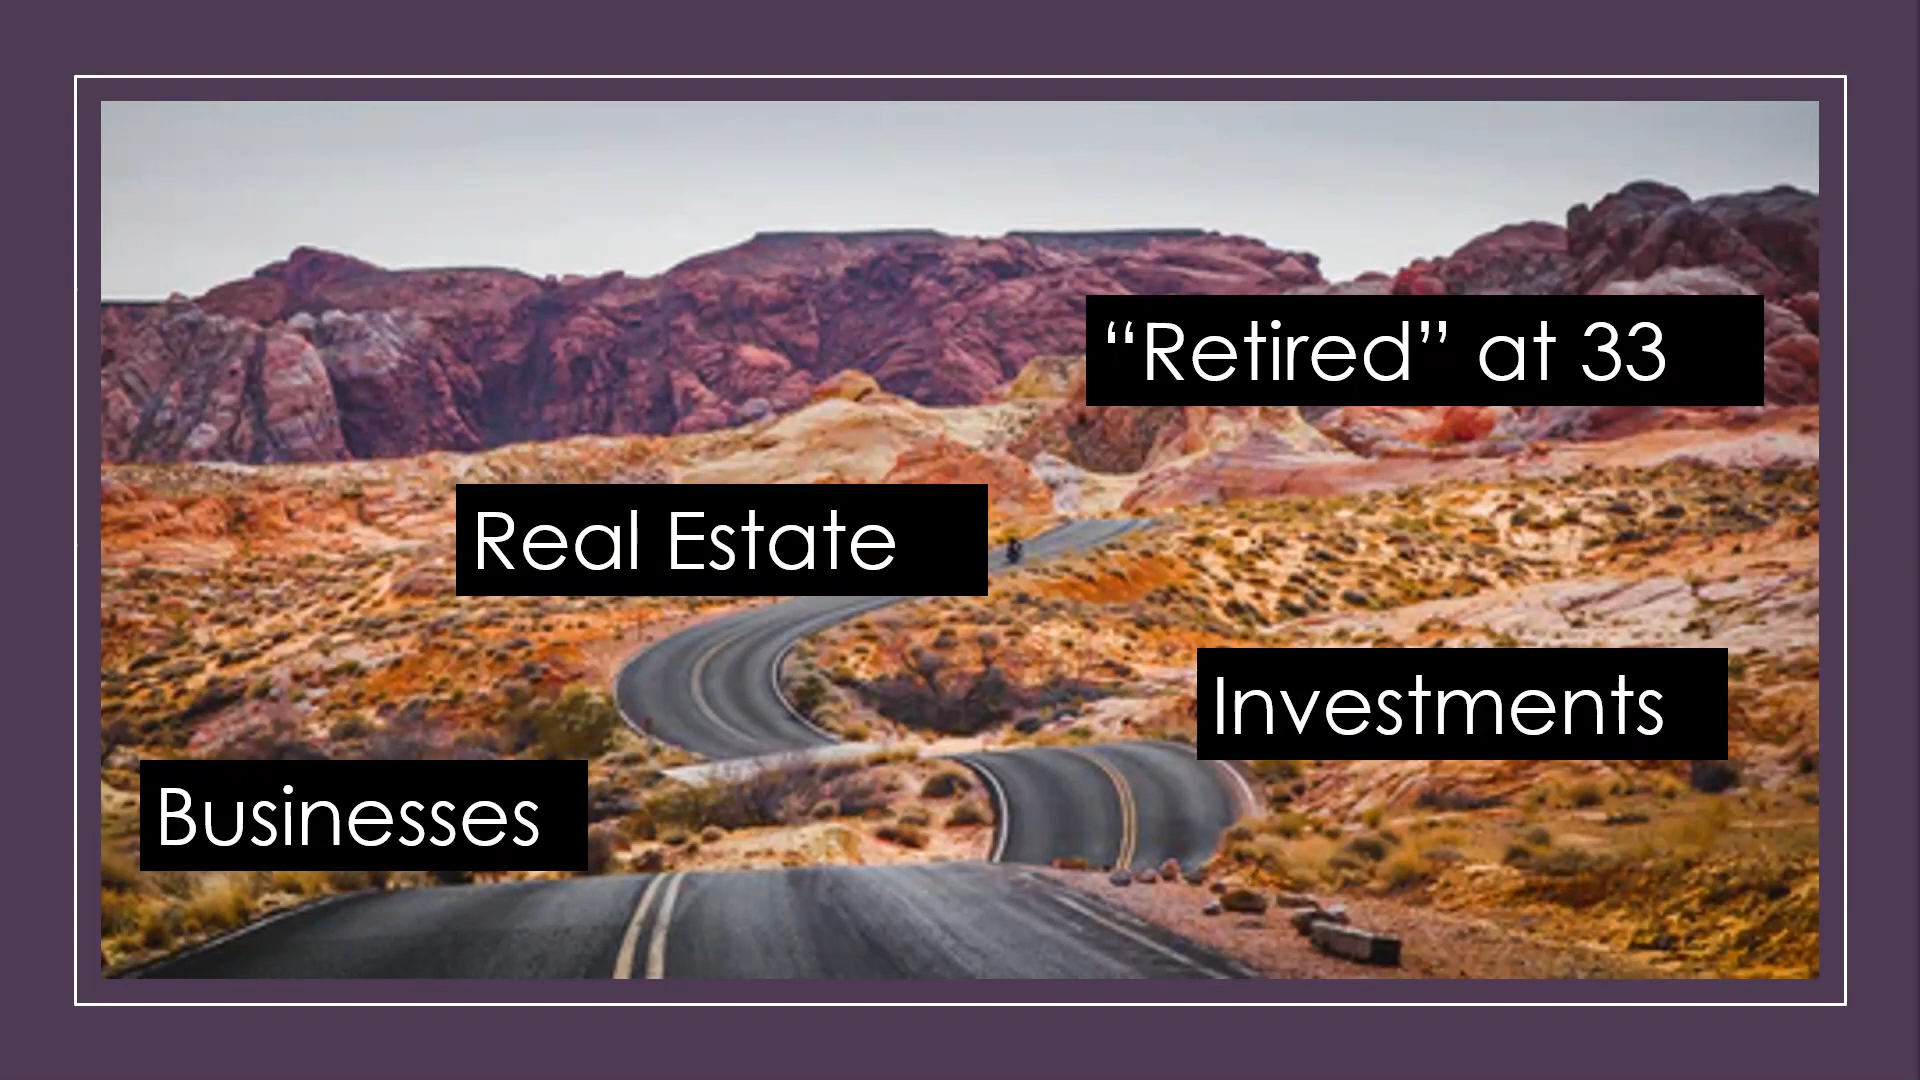 “Retired” at 33
Real Estate
Investments
Businesses